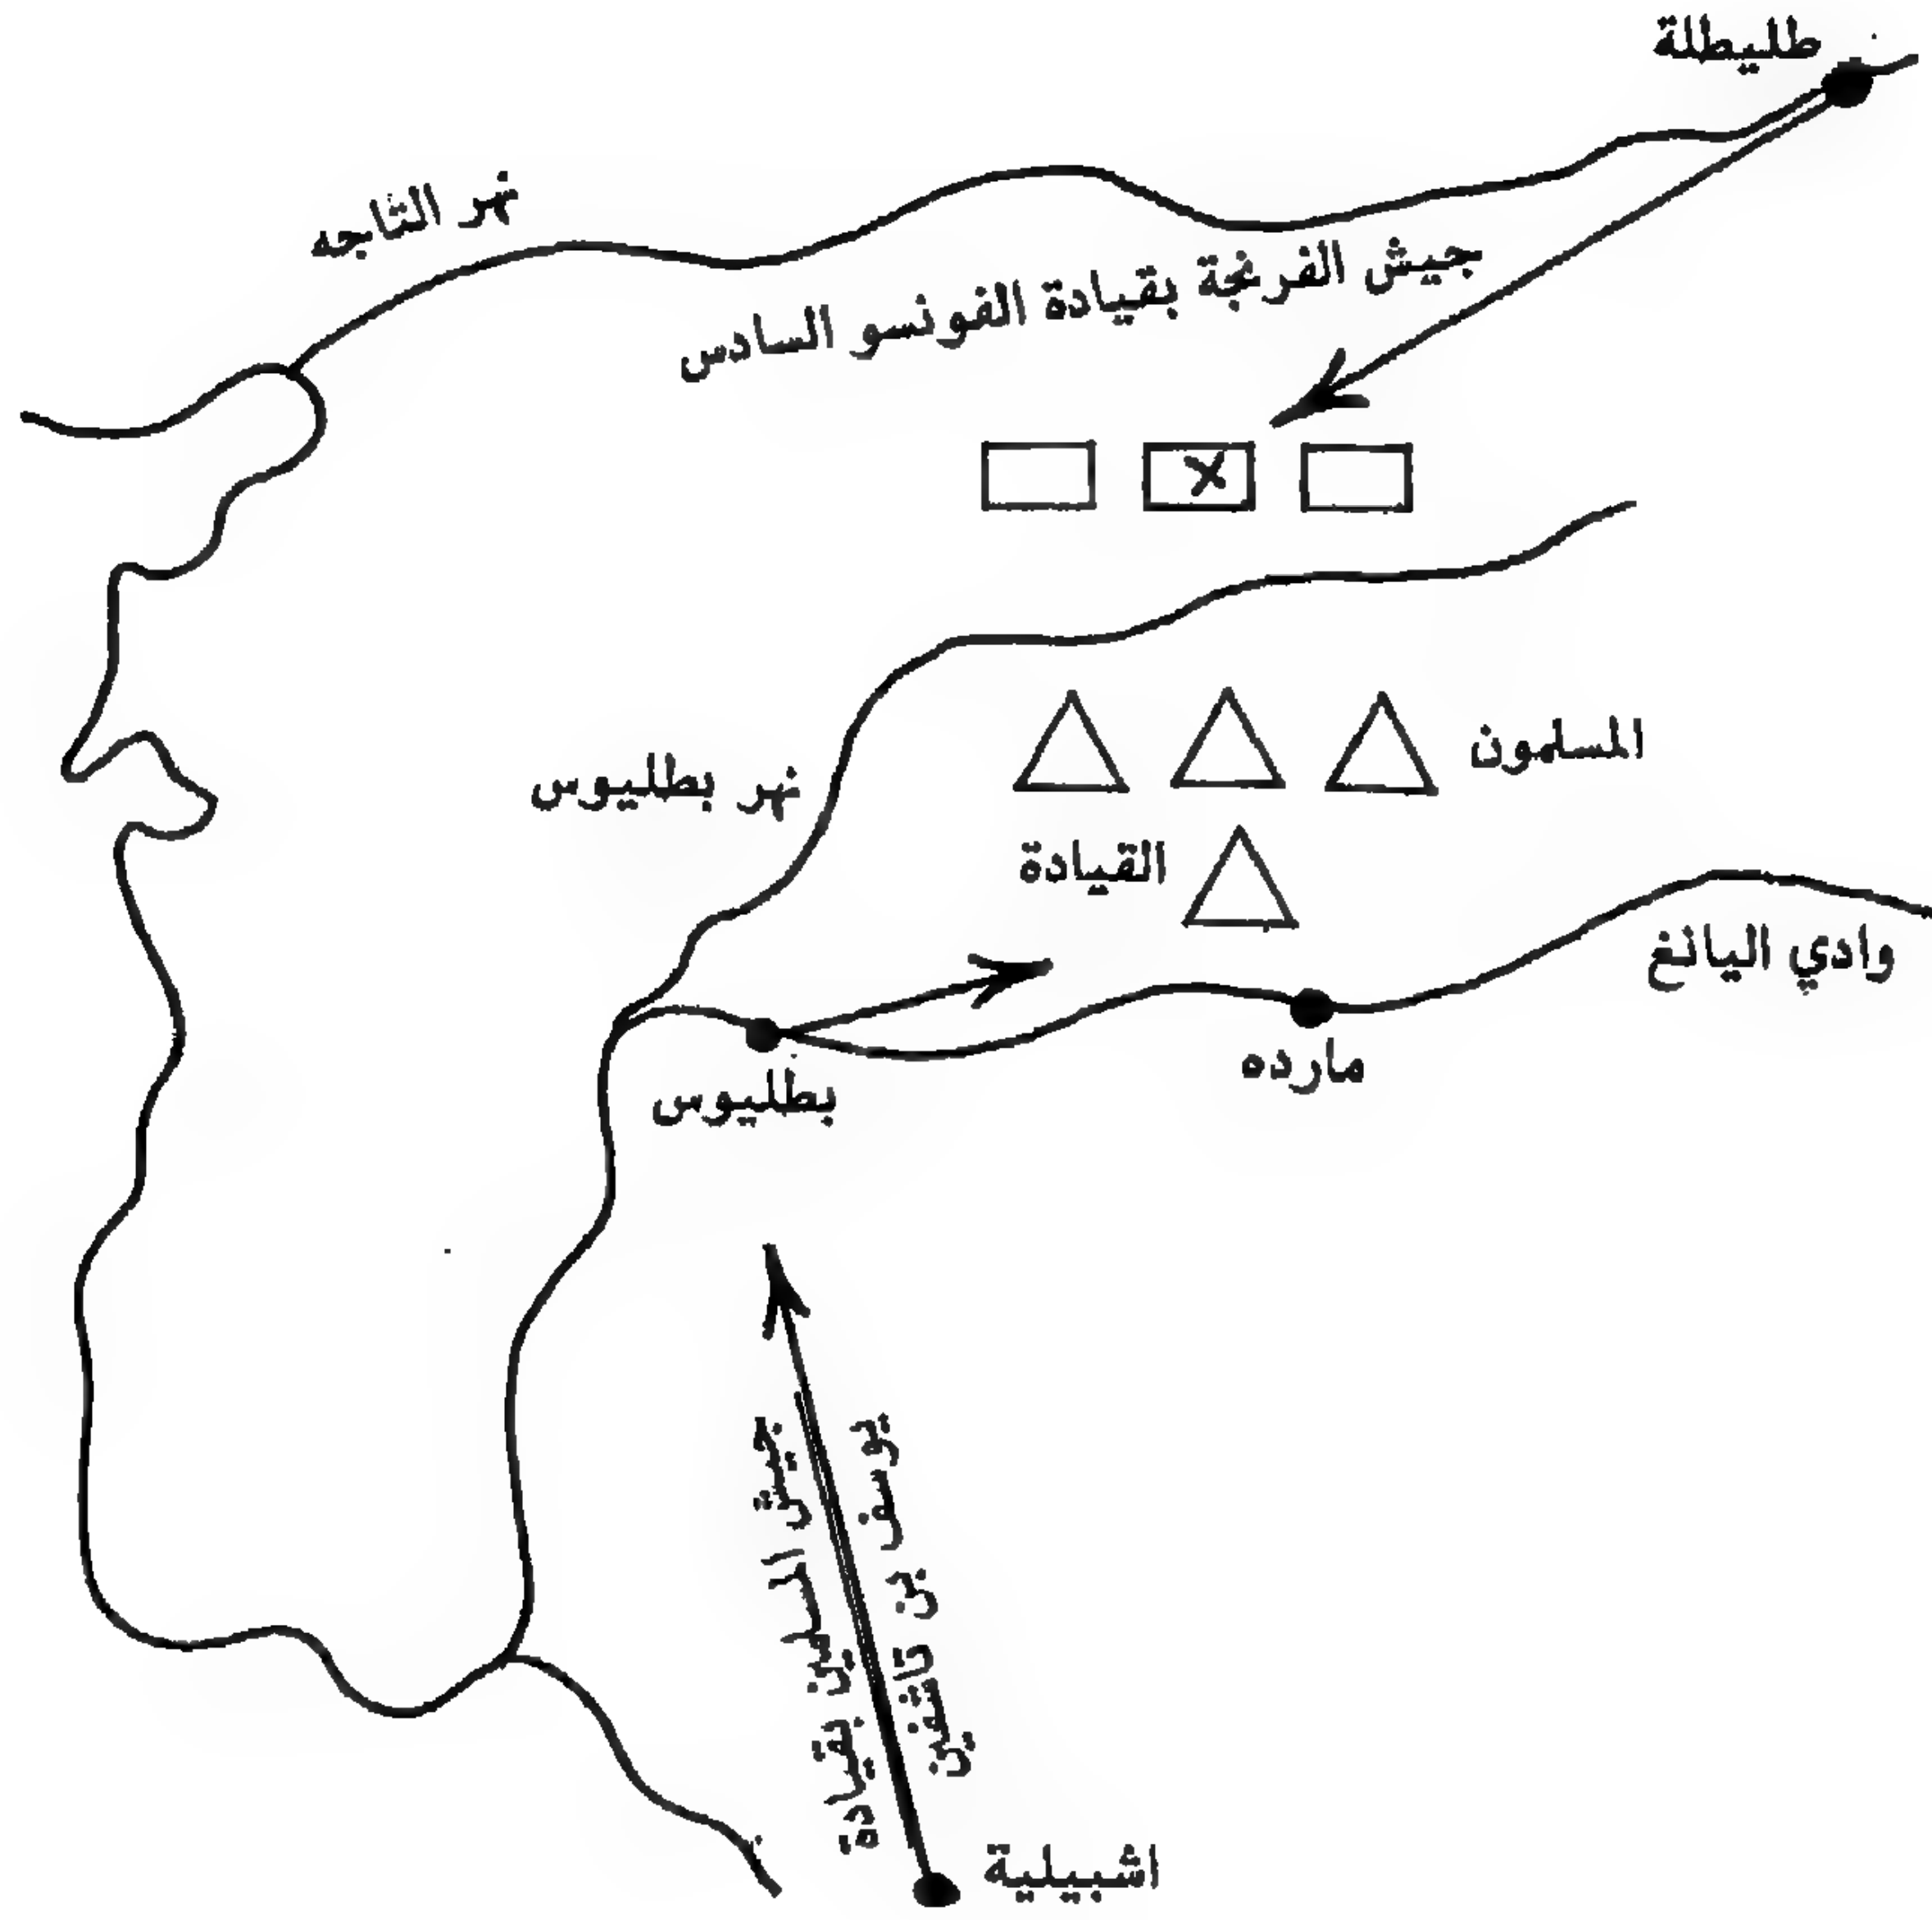 طليطلة
نهر التاجه
جيش الفرنجة بقيادة الفونسو السادس
المسلمون
نهر بطليوس
القيادة
وادي اليانغ
مارده
بطليوس
جيش المسلمين بقيادة
يوسف بن تاشفين
اشبيلية